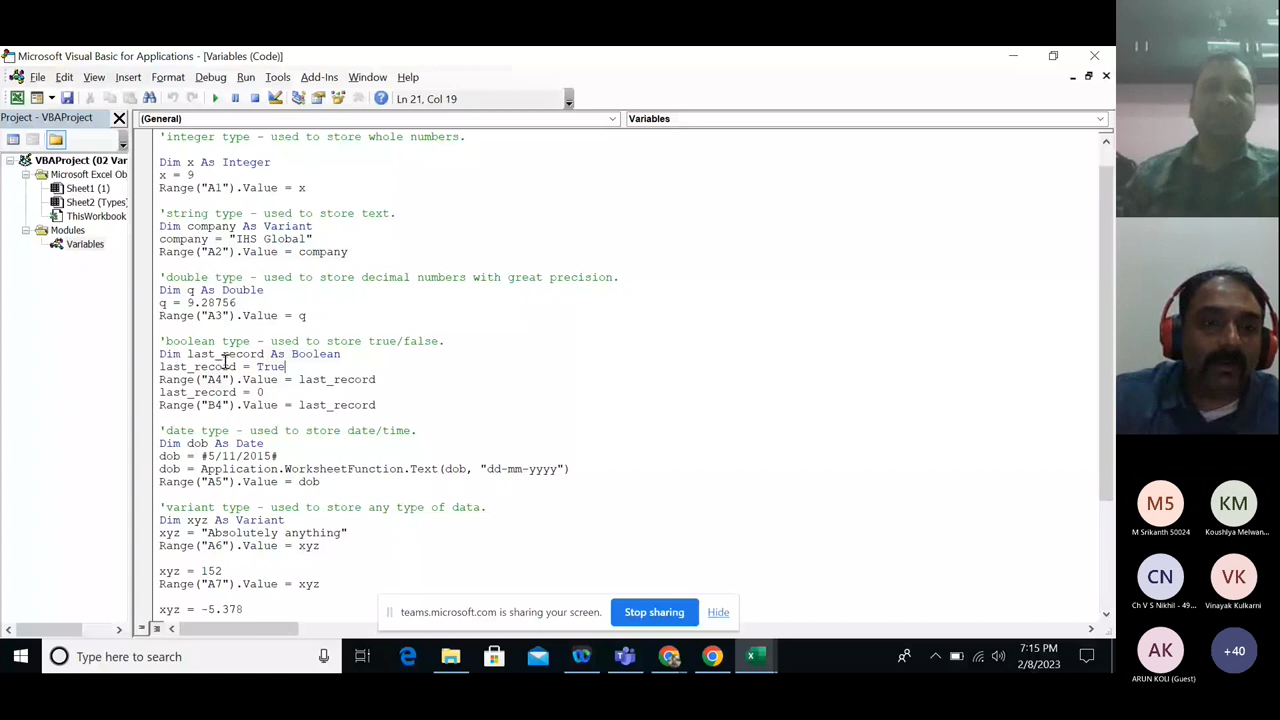 Microsoft Visual Basic for Applications - [Variables (Code)]
File Edit View Insert Format Debug Run Tools Add-Ins Window Help
Ln 21, Col 19
Project - VBAProject
(General)
Variables
VBAProject (02 Var
Microsoft Excel Ob
Sheet1 (1)
Sheet2 (Types)
ThisWorkbook
Modules
Variables
'integer type - used to store whole numbers.
Dim x As Integer
x = 9
Range("A1").Value = x
'string type - used to store text.
Dim company As Variant
company = "IHS Global"
Range("A2").Value = company
'double type - used to store decimal numbers with great precision.
Dim q As Double
q = 9.28756
Range("A3").Value = q
'boolean type - used to store true/false.
Dim last_record As Boolean
last_record = True
Range("A4").Value = last_record
last_record = 0
Range("B4").Value = last_record
'date type - used to store date/time.
Dim dob As Date
dob = #5/11/2015#
dob = Application.WorksheetFunction.Text(dob, "dd-mm-yyyy")
Range("A5").Value = dob
'variant type - used to store any type of data.
Dim xyz As Variant
xyz = "Absolutely anything"
Range("A6").Value = xyz
xyz = 152
Range("A7").Value = xyz
xyz = -5.378
teams.microsoft.com is sharing your screen. Stop sharing Hide
Type here to search
7:15 PM
2/8/2023
M5
M Srikanth 50024
KM
Koushlya Melwan...
CN
Ch V S Nikhil - 49...
VK
Vinayak Kulkarni
AK
ARUN KOLI (Guest)
+40